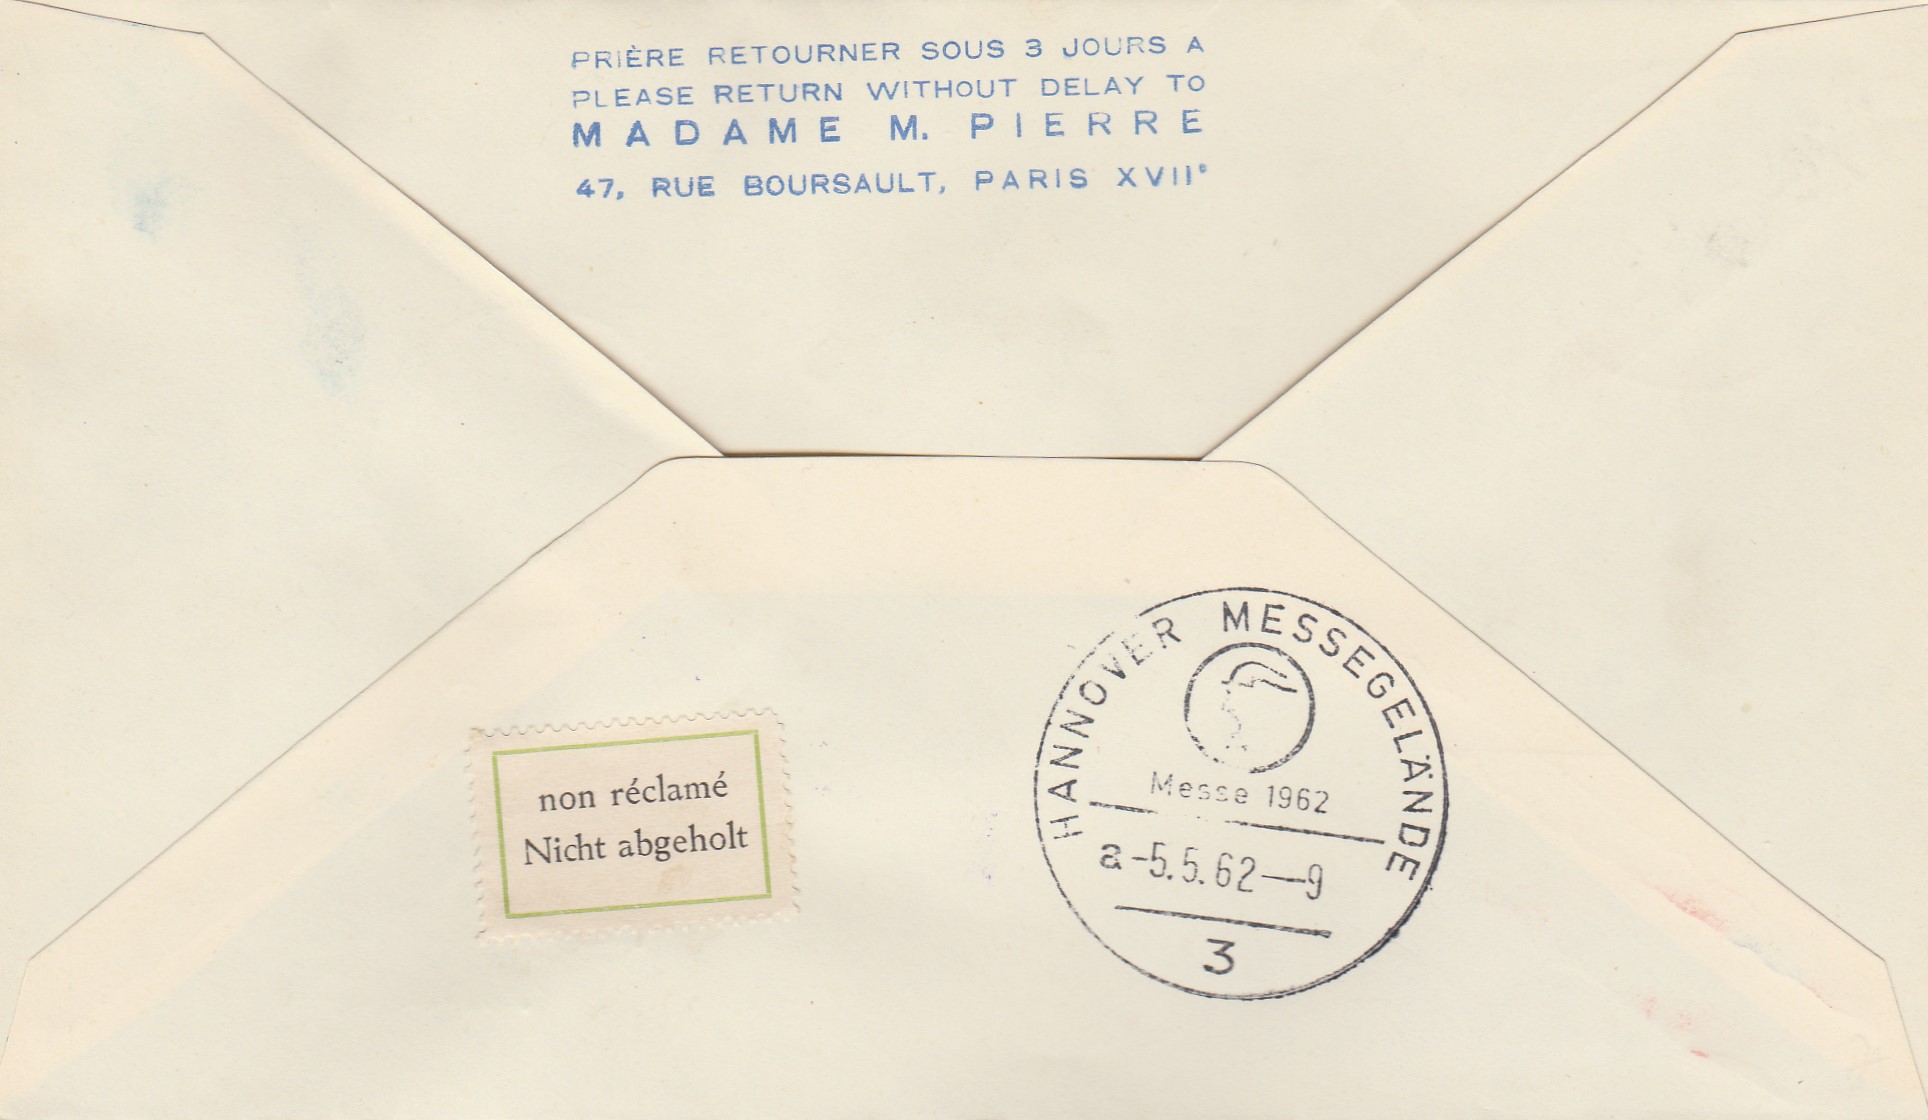 PRIÈRE RETOURNER SOUS 3 JOURS A
PLEASE RETURN WITHOUT DELAY TO
MADAME M. PIERRE
47, RUE BOURSAULT, PARIS XVIIe
non réclamé
Nicht abgeholt
HANNOVER MESSEGELÄNDE
Messe 1962
a-5.5.62—9
3